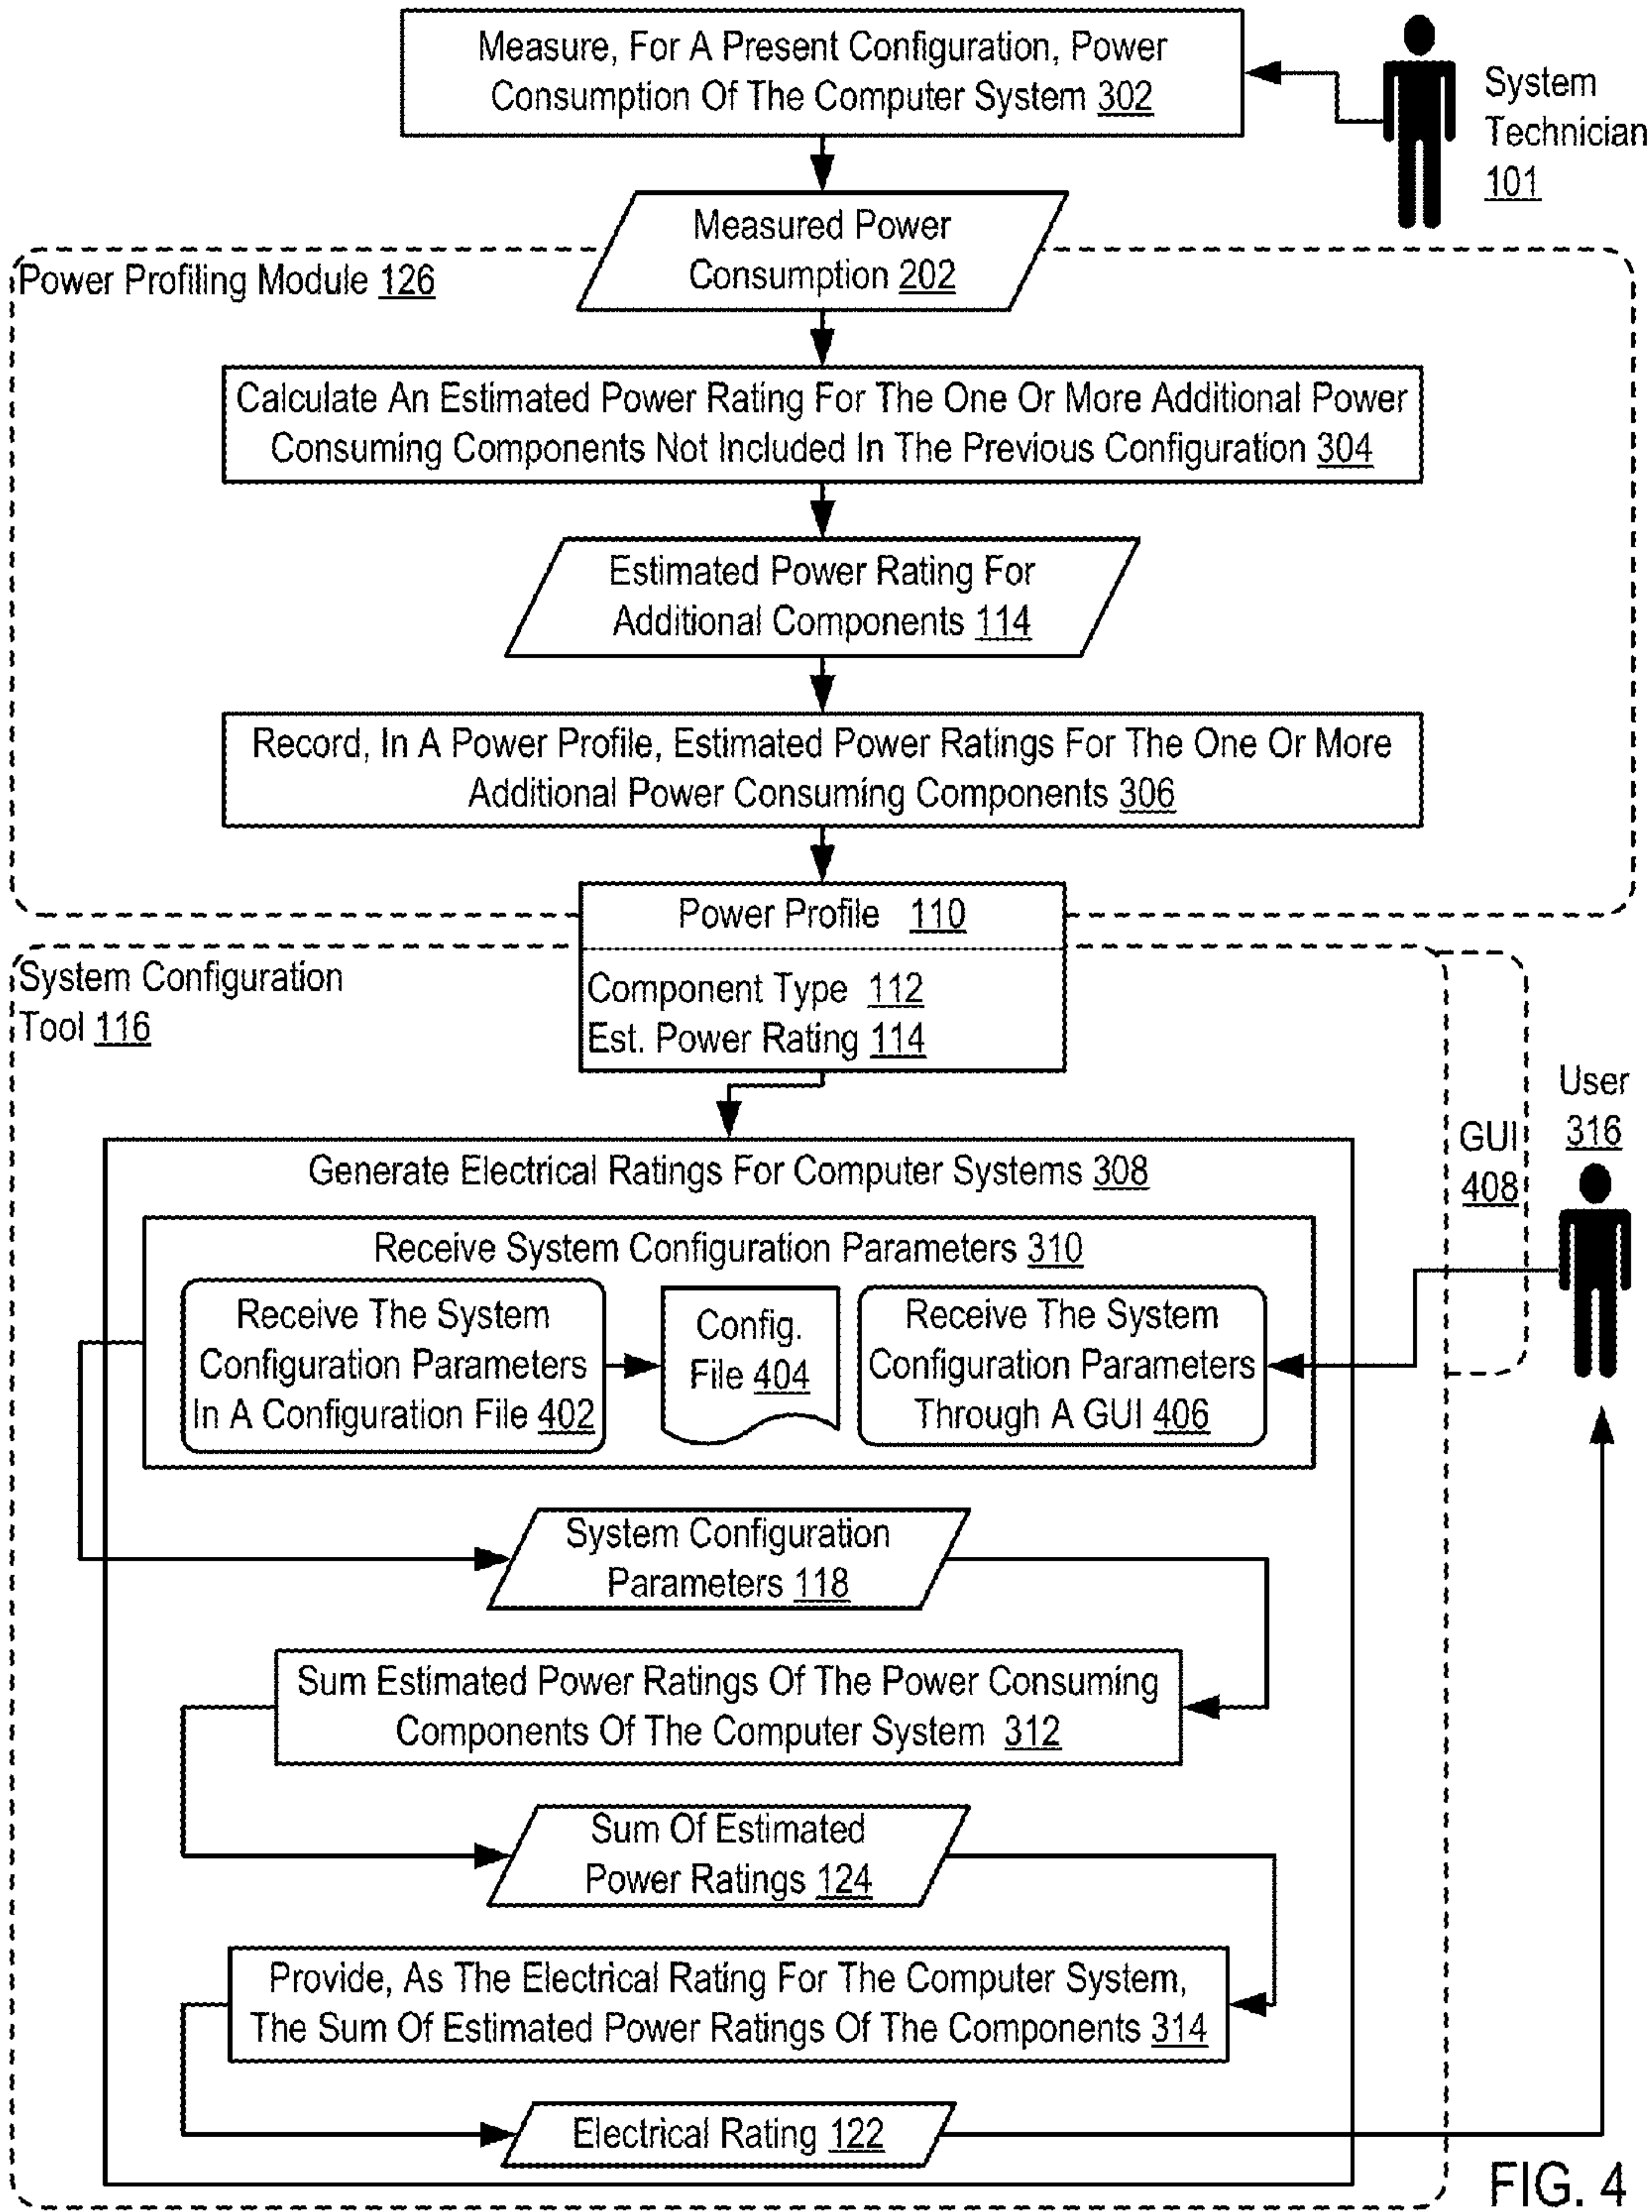 Measure, For A Present Configuration, Power
Consumption Of The Computer System 302
System
Technician
101
Measured Power
Consumption 202
Power Profiling Module 126
Calculate An Estimated Power Rating For The One Or More Additional Power
Consuming Components Not Included In The Previous Configuration 304
Estimated Power Rating For
Additional Components 114
Record, In A Power Profile, Estimated Power Ratings For The One Or More
Additional Power Consuming Components 306
Power Profile 110
Component Type 112
Est. Power Rating 114
System Configuration
Tool 116
User
316
GUI
408
Generate Electrical Ratings For Computer Systems 308
Receive System Configuration Parameters 310
Receive The System
Configuration Parameters
In A Configuration File 402
Config.
File 404
Receive The System
Configuration Parameters
Through A GUI 406
System Configuration
Parameters 118
Sum Estimated Power Ratings Of The Power Consuming
Components Of The Computer System 312
Sum Of Estimated
Power Ratings 124
Provide, As The Electrical Rating For The Computer System,
The Sum Of Estimated Power Ratings Of The Components 314
Electrical Rating 122
FIG. 4